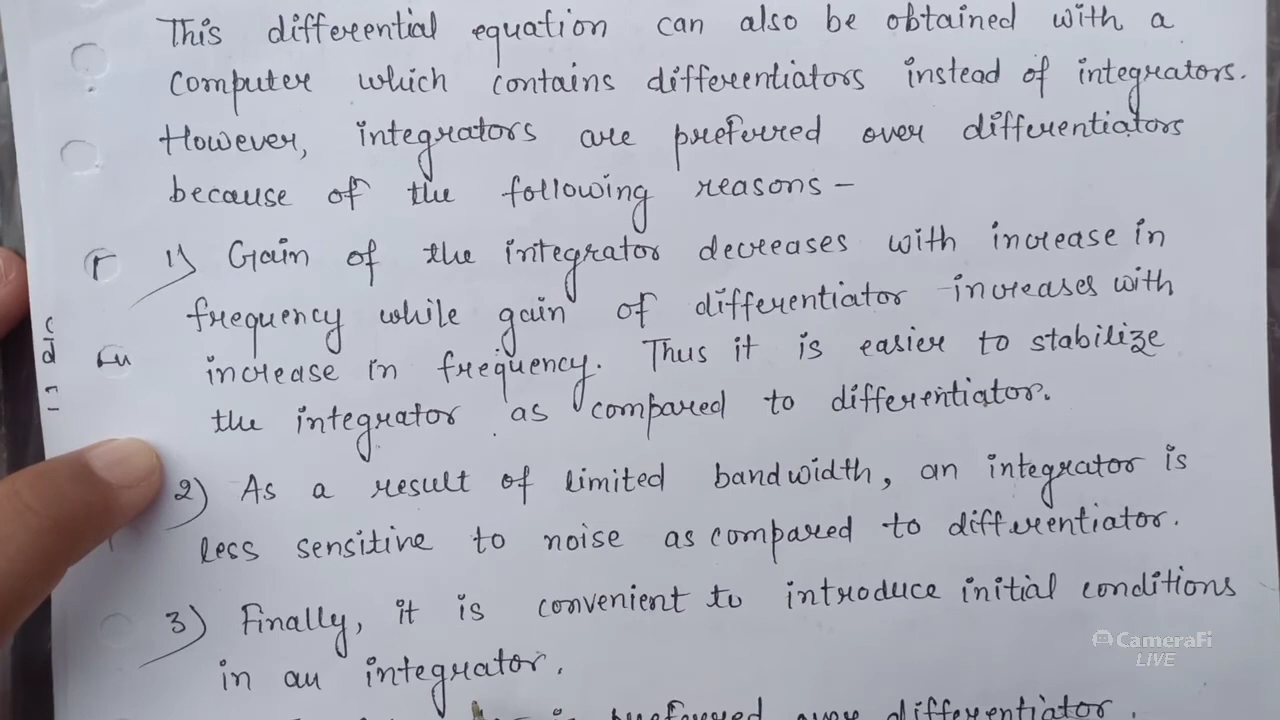 This differential equation can also be obtained with a
computer which contains differentiators instead of integrators.
However, integrators are preferred over differentiators
because of the following reasons -
1) Gain of the integrator decreases with increase in
frequency while gain of differentiator increases with
increase in frequency. Thus it is easier to stabilize
the integrator as compared to differentiator.
2) As a result of limited bandwidth, an integrator is
less sensitive to noise as compared to differentiator.
3) Finally, it is convenient to introduce initial conditions
in an integrator.
is preferred over differentiator.
CameraFi
LIVE